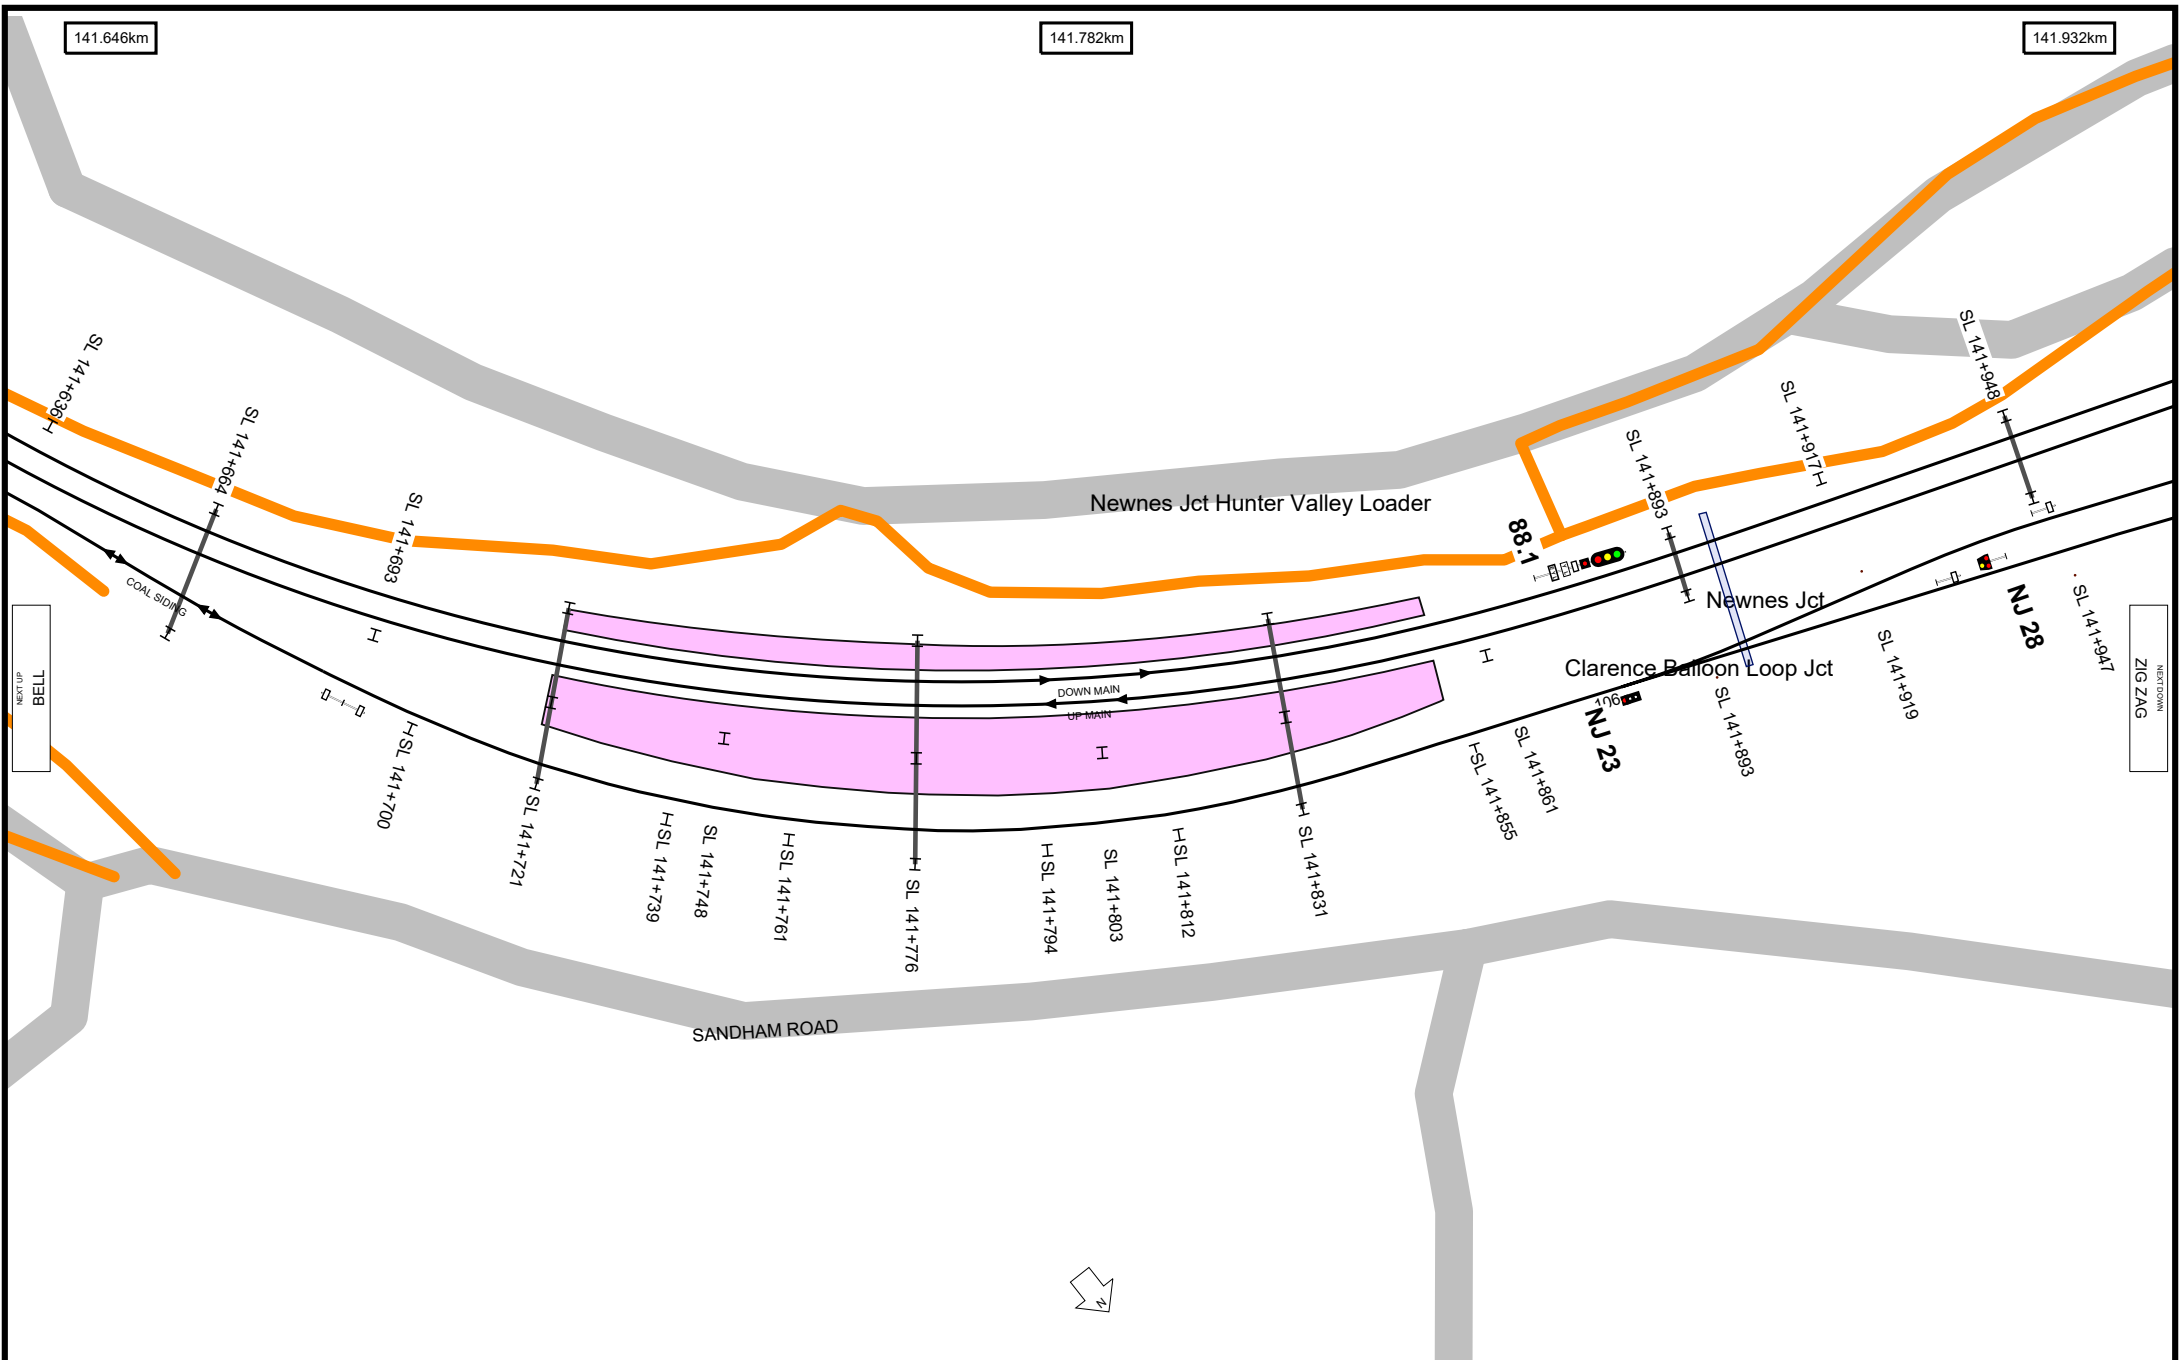 141.646km
141.782km
141.932km
SL 141+636
SL 141+664
SL 141+693
SL 141+948
SL 141+917
SL 141+893
Newnes Jct Hunter Valley Loader
88.1
COAL SIDING
Newnes Jct
NJ 28
SL 141+947
NEXT UP
BELL
NEXT DOWN
ZIG ZAG
DOWN MAIN
UP MAIN
Clarence Balloon Loop Jct
106
NJ 23
SL 141+893
SL 141+919
SL 141+700
SL 141+721
SL 141+739
SL 141+748
SL 141+761
SL 141+776
SL 141+794
SL 141+803
SL 141+812
SL 141+831
SL 141+855
SL 141+861
SANDHAM ROAD
N